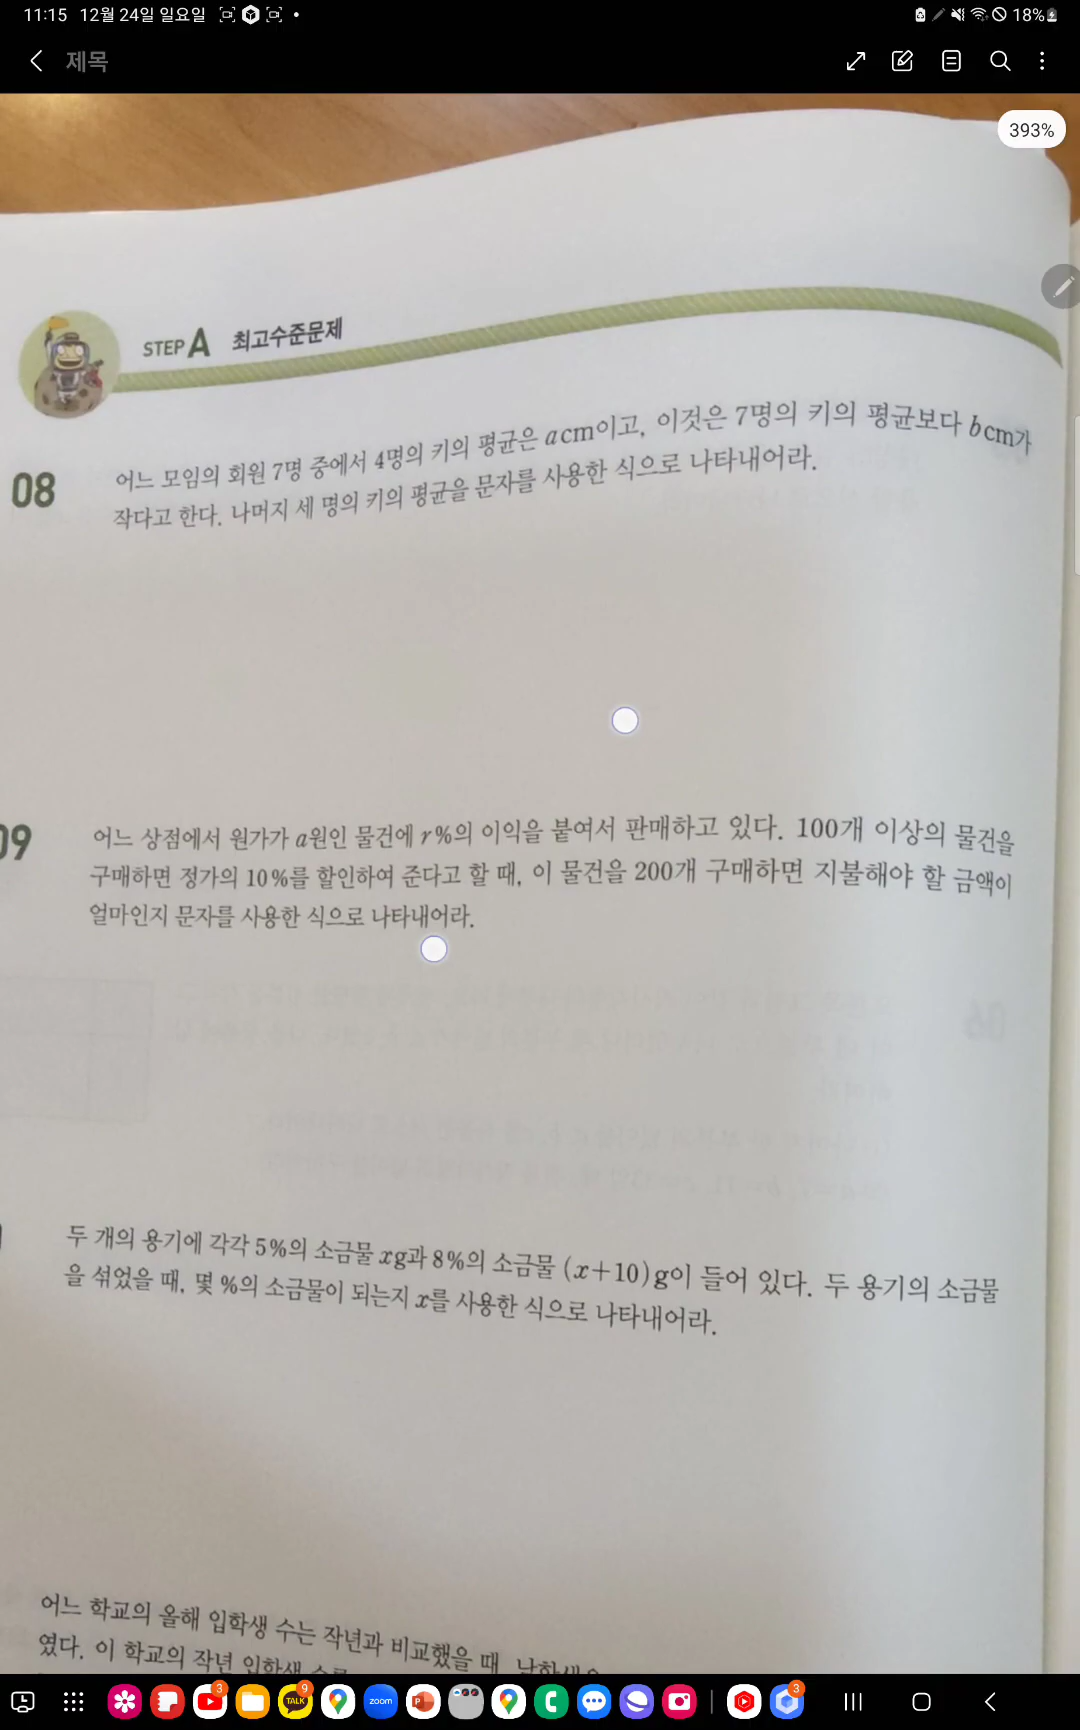 11:15 12월 24일 일요일
18%
제목
393%
STEP A 최고수준문제
08 어느 모임의 회원 7명 중에서 4명의 키의 평균은 a cm이고, 이것은 7명의 키의 평균보다 b cm가
작다고 한다. 나머지 세 명의 키의 평균을 문자를 사용한 식으로 나타내어라.
09 어느 상점에서 원가가 a원인 물건에 r%의 이익을 붙여서 판매하고 있다. 100개 이상의 물건을
구매하면 정가의 10%를 할인하여 준다고 할 때, 이 물건을 200개 구매하면 지불해야 할 금액이
얼마인지 문자를 사용한 식으로 나타내어라.
두 개의 용기에 각각 5%의 소금물 x g과 8%의 소금물 (x+10) g이 들어 있다. 두 용기의 소금물
을 섞었을 때, 몇 %의 소금물이 되는지 x를 사용한 식으로 나타내어라.
어느 학교의 올해 입학생 수는 작년과 비교했을 때,
였다. 이 학교의 작년 입학생
3 9 TALK zoom 3